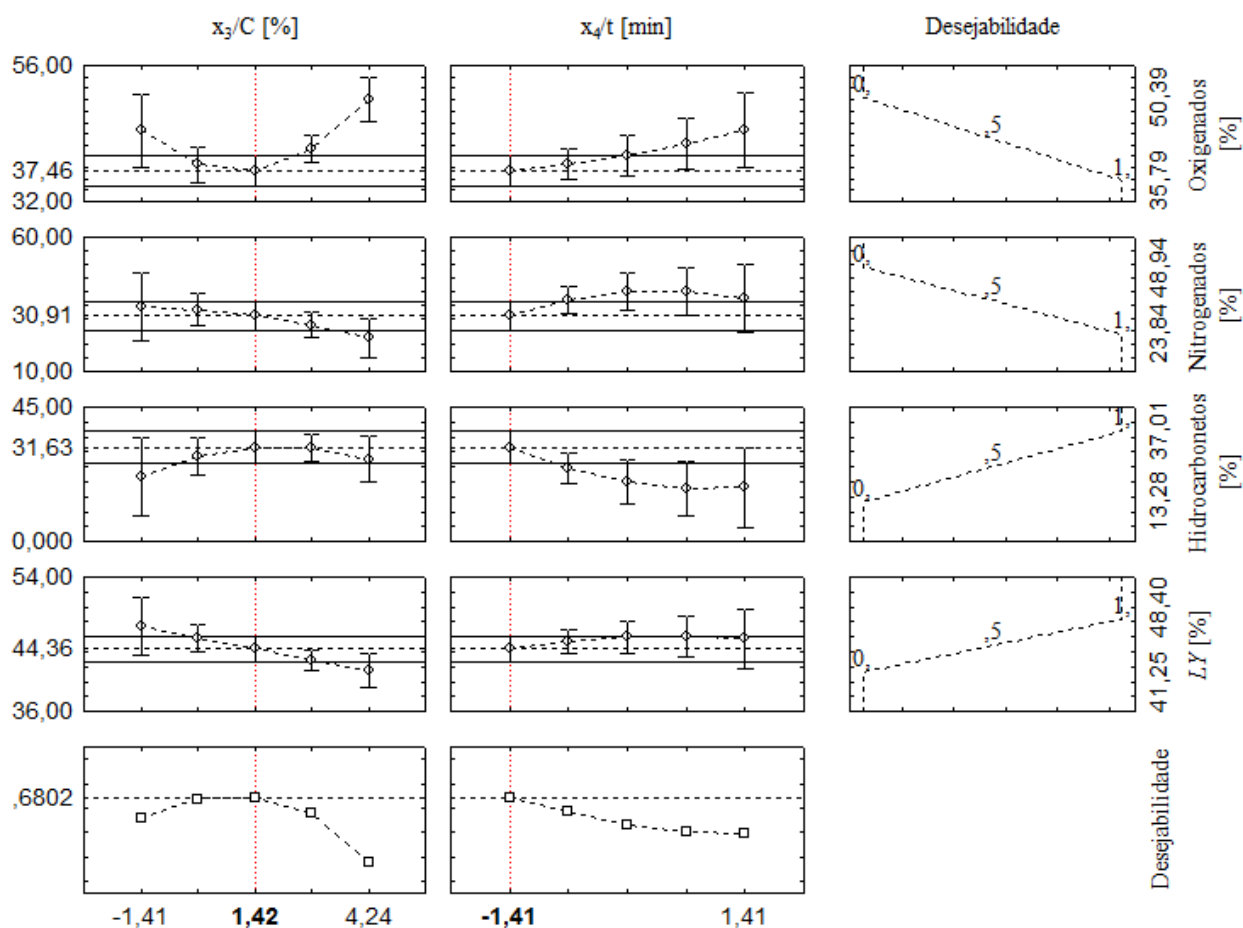 x₃/C [%] x₄/t [min] Desejabilidade
56,00
37,46
32,00
0, ,5 1,
50,39
35,79
Oxigenados [%]
60,00
30,91
10,00
0, ,5 1,
48,94
23,84
Nitrogenados [%]
45,00
31,63
0,000
0, ,5 1,
37,01
13,28
Hidrocarbonetos [%]
54,00
44,36
36,00
0, ,5 1,
48,40
41,25
LY [%]
,6802
Desejabilidade
-1,41 1,42 4,24 -1,41 1,41